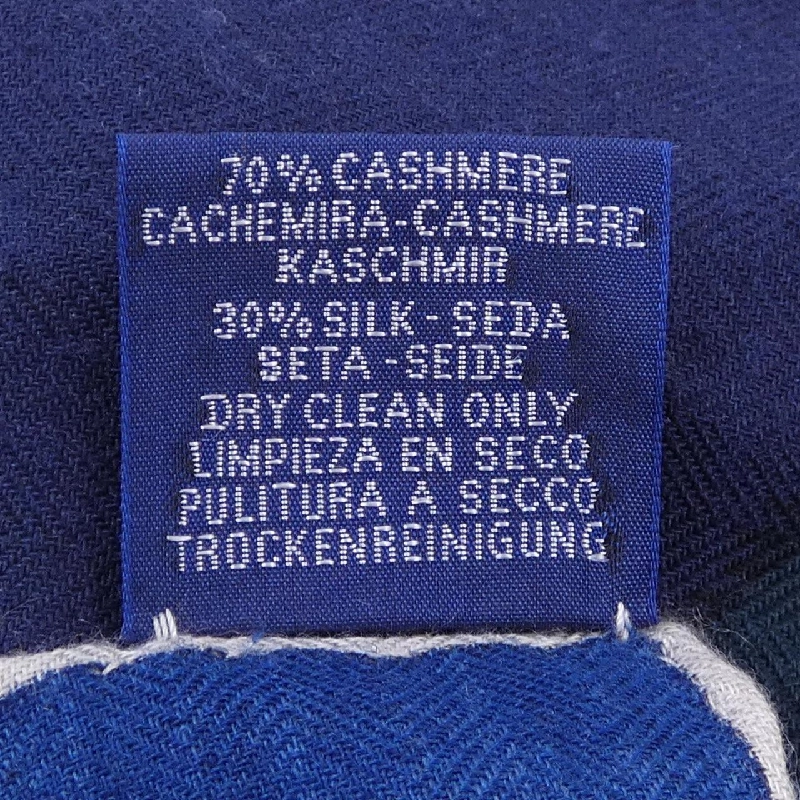 70% CASHMERE
CACHEMIRA-CASHMERE
KASCHMIR
30% SILK - SEDA
SETA - SEIDE
DRY CLEAN ONLY
LIMPIEZA EN SECO
PULITURA A SECCO
TROCKENREINIGUNG